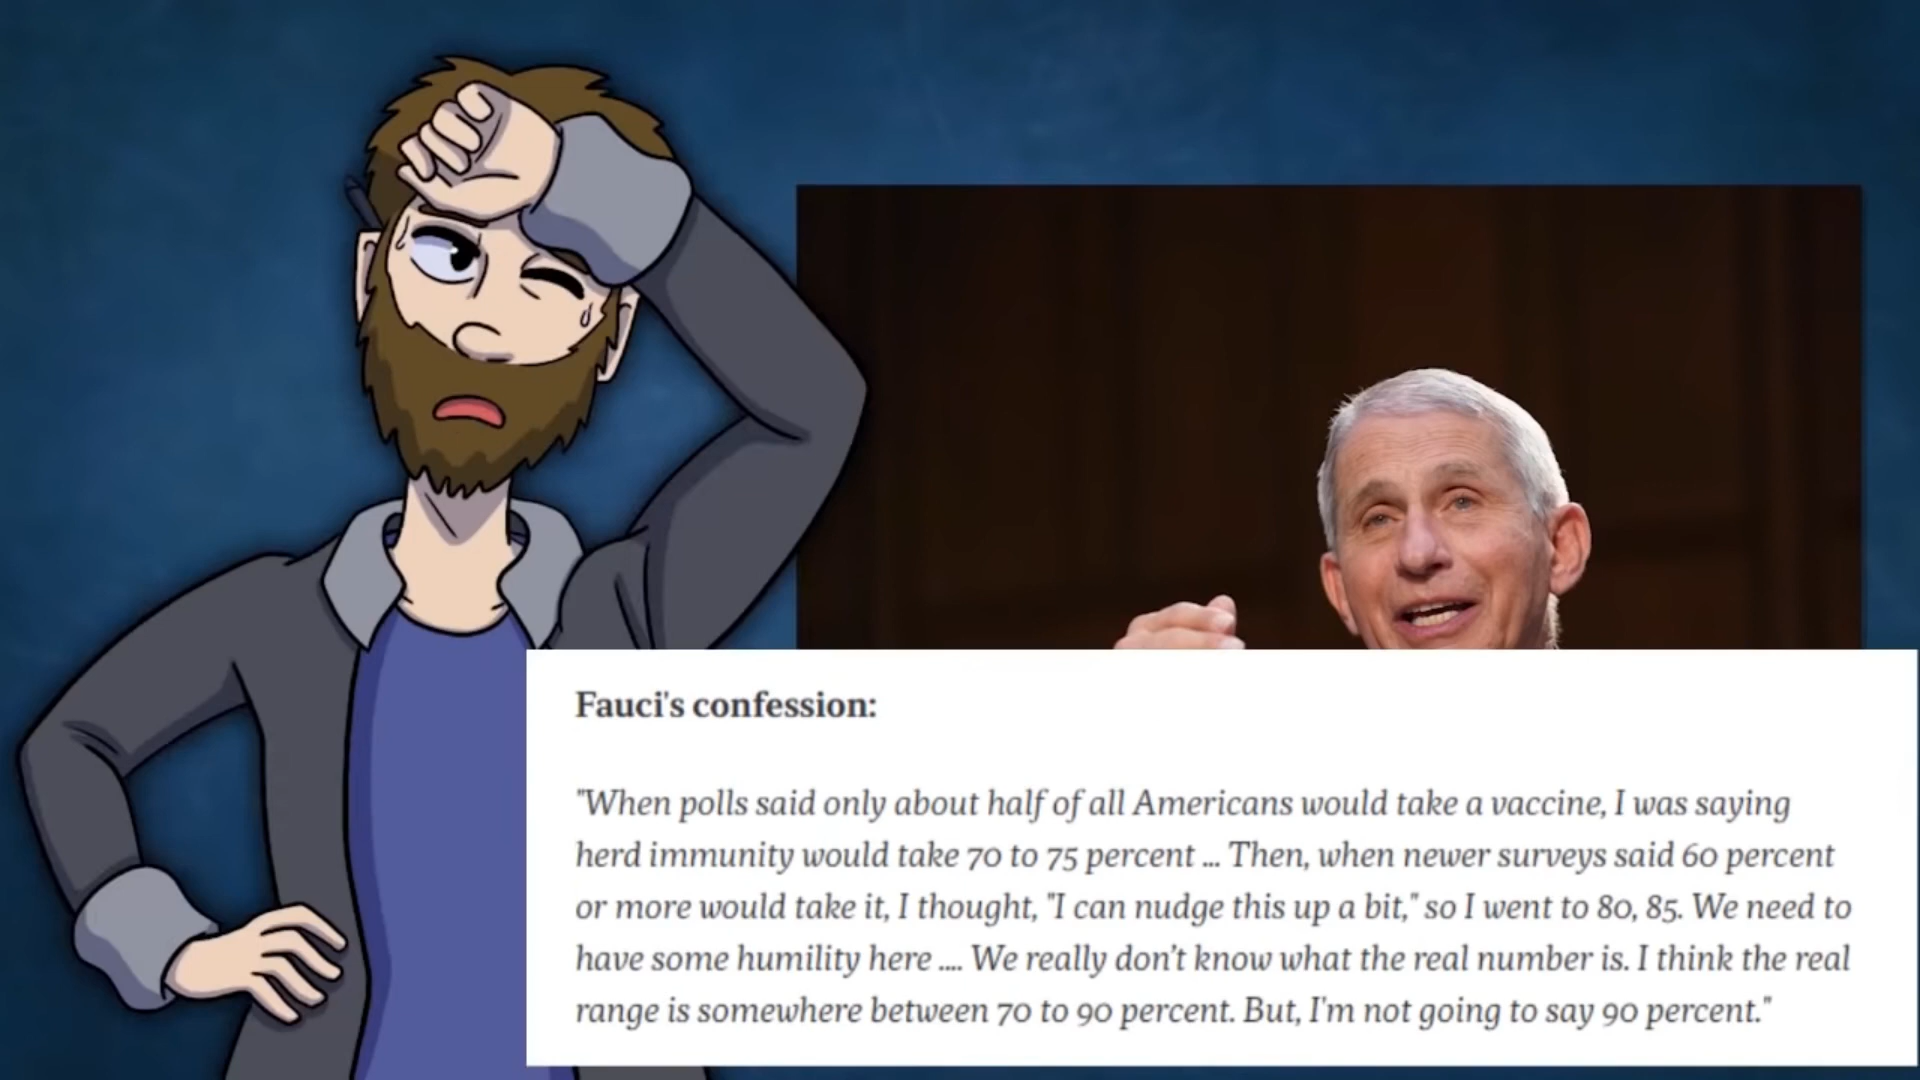 Fauci's confession:
"When polls said only about half of all Americans would take a vaccine, I was saying
herd immunity would take 70 to 75 percent ... Then, when newer surveys said 60 percent
or more would take it, I thought, "I can nudge this up a bit," so I went to 80, 85. We need to
have some humility here .... We really don't know what the real number is. I think the real
range is somewhere between 70 to 90 percent. But, I'm not going to say 90 percent."